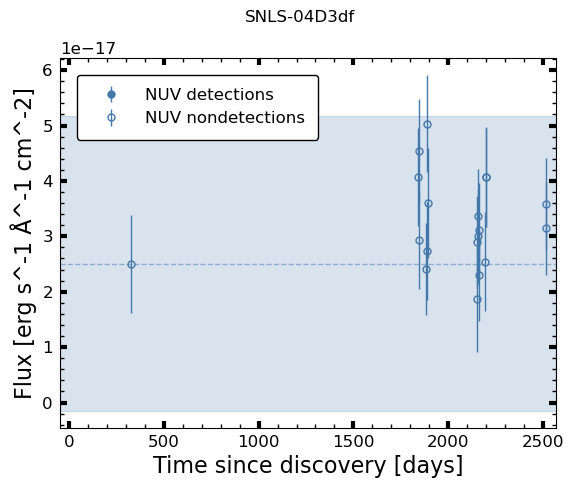 SNLS-04D3df
1e−17
NUV detections
NUV nondetections
Flux [erg s^-1 Å^-1 cm^-2]
6
5
4
3
2
1
0
0 500 1000 1500 2000 2500
Time since discovery [days]